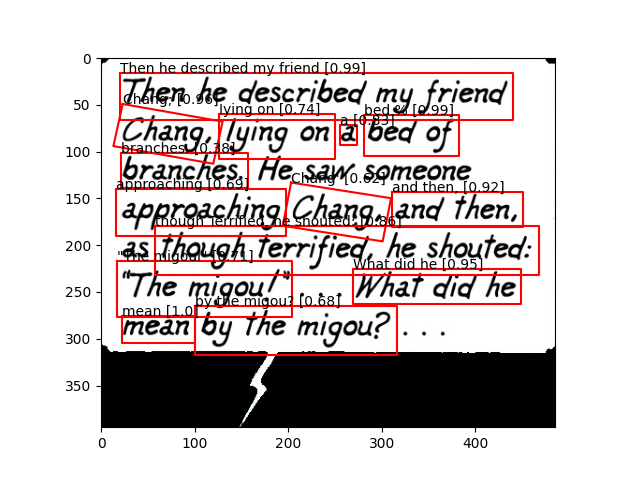 0
Then he described my friend [0.99]
Then he described my friend
50
Chang, [0.96]
lying on [0.74]
bed % [0.99]
a [0.83]
Chang, lying on a bed of
100
branches. [0.38]
branches. He saw someone
approaching [0.69]
Chang' [0.62]
and then, [0.92]
150
approaching Chang, and then,
though Terrified, he shouted: [0.86]
200
as though terrified, he shouted:
"The migou!" [0.71]
What did he [0.95]
250
"The migou!" . . . What did he
mean [1.0]
by the migou? [0.68]
300
mean by the migou? . . .
350
0 100 200 300 400